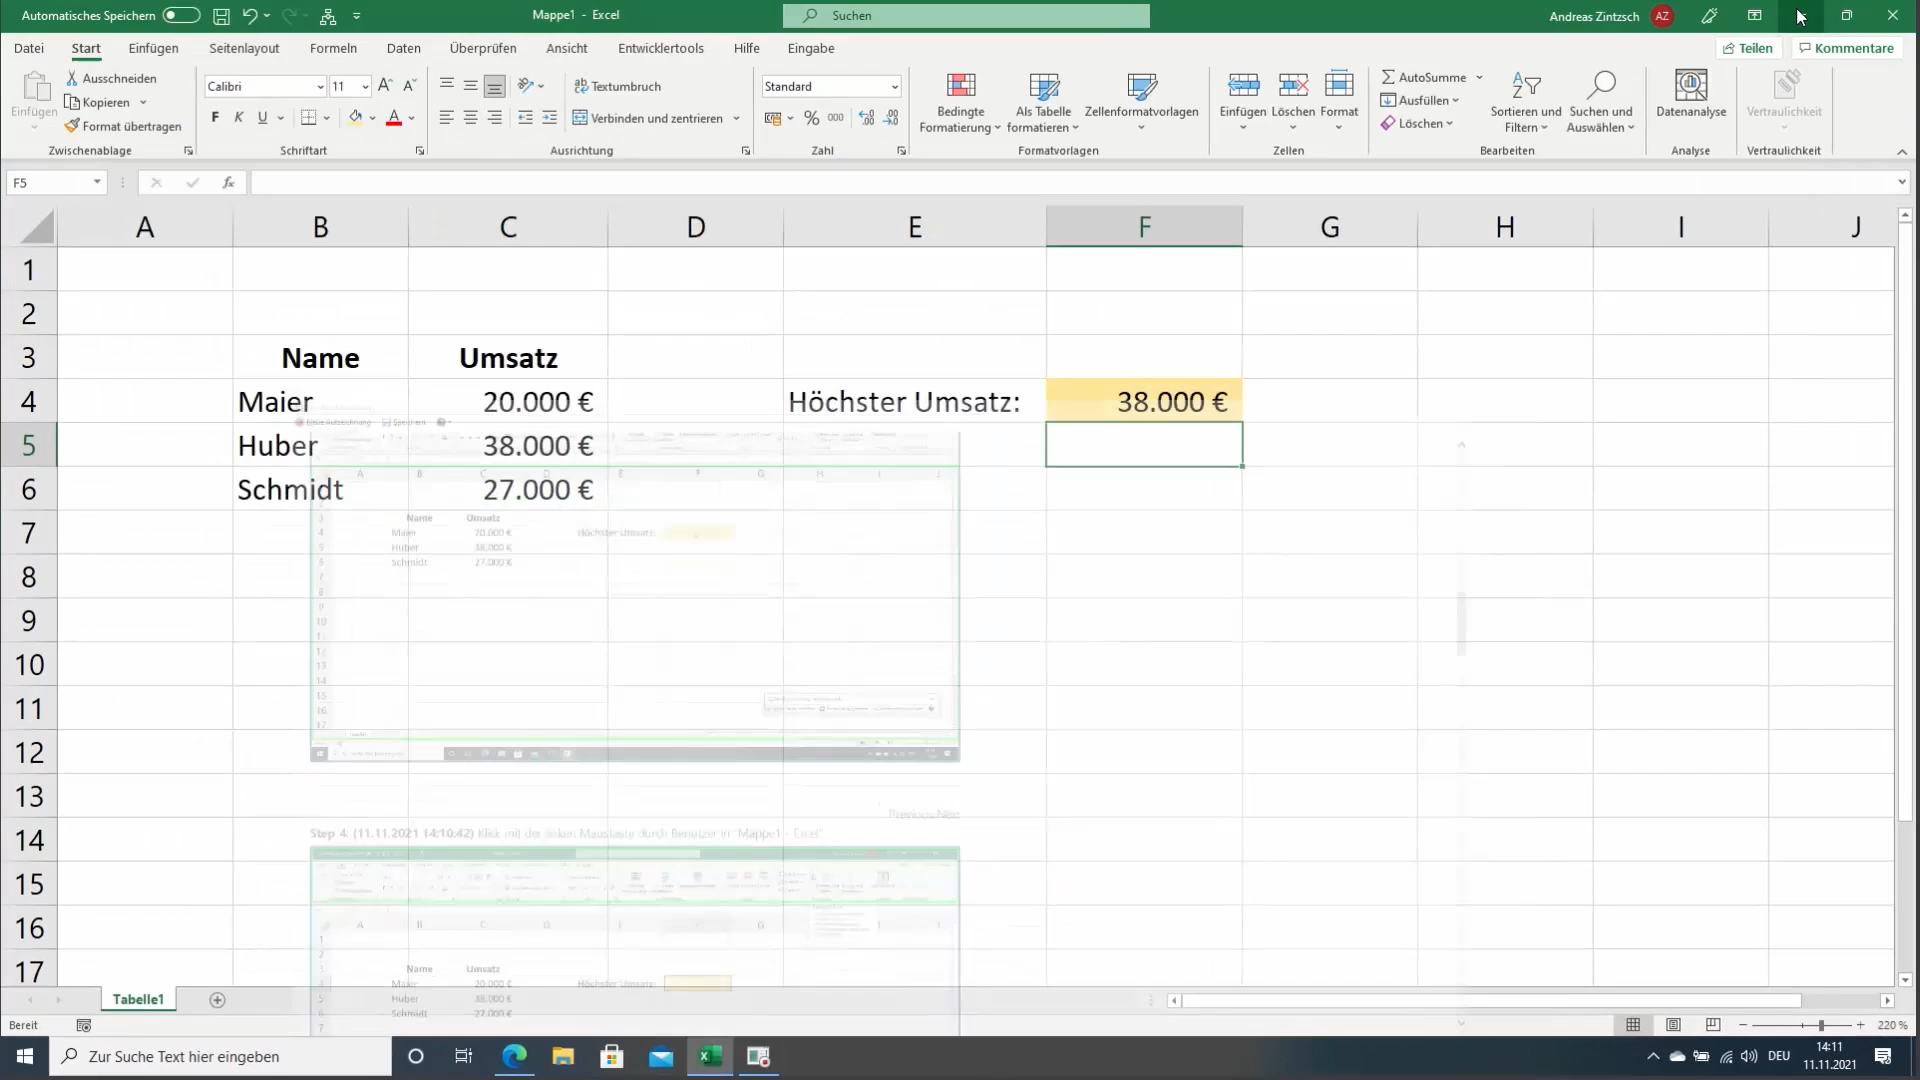 Automatisches Speichern
Mappe1 - Excel
Suchen
Andreas Zintzsch
AZ
Datei Start Einfügen Seitenlayout Formeln Daten Überprüfen Ansicht Entwicklertools Hilfe Eingabe
Teilen Kommentare
Einfügen
Ausschneiden
Kopieren
Format übertragen
Zwischenablage
Calibri 11
F K U
Schriftart
Textumbruch
Verbinden und zentrieren
Ausrichtung
Standard
% 000
Zahl
Bedingte Formatierung
Als Tabelle formatieren
Zellenformatvorlagen
Formatvorlagen
Einfügen Löschen Format
Zellen
AutoSumme
Ausfüllen
Löschen
Sortieren und Filtern
Suchen und Auswählen
Bearbeiten
Datenanalyse
Analyse
Vertraulichkeit
Vertraulichkeit
F5
fx
A B C D E F G H I J
1
2
3 Name Umsatz
4 Maier 20.000 € Höchster Umsatz: 38.000 €
5 Huber 38.000 €
6 Schmidt 27.000 €
7
8
9
10
11
12
13
14
15
16
17
Neue Aufzeichnung Speichern
Name Umsatz
Maier 20.000 € Höchster Umsatz:
Huber 38.000 €
Schmidt 27.000 €
Previous Next
Step 4: (11.11.2021 14:10:42) Klick mit der linken Maustaste durch Benutzer in "Mappe1 - Excel"
Name Umsatz
Maier 20.000 € Höchster Umsatz:
Huber 38.000 €
Schmidt 27.000 €
Tabelle1
Bereit
220 %
Zur Suche Text hier eingeben
DEU
14:11
11.11.2021